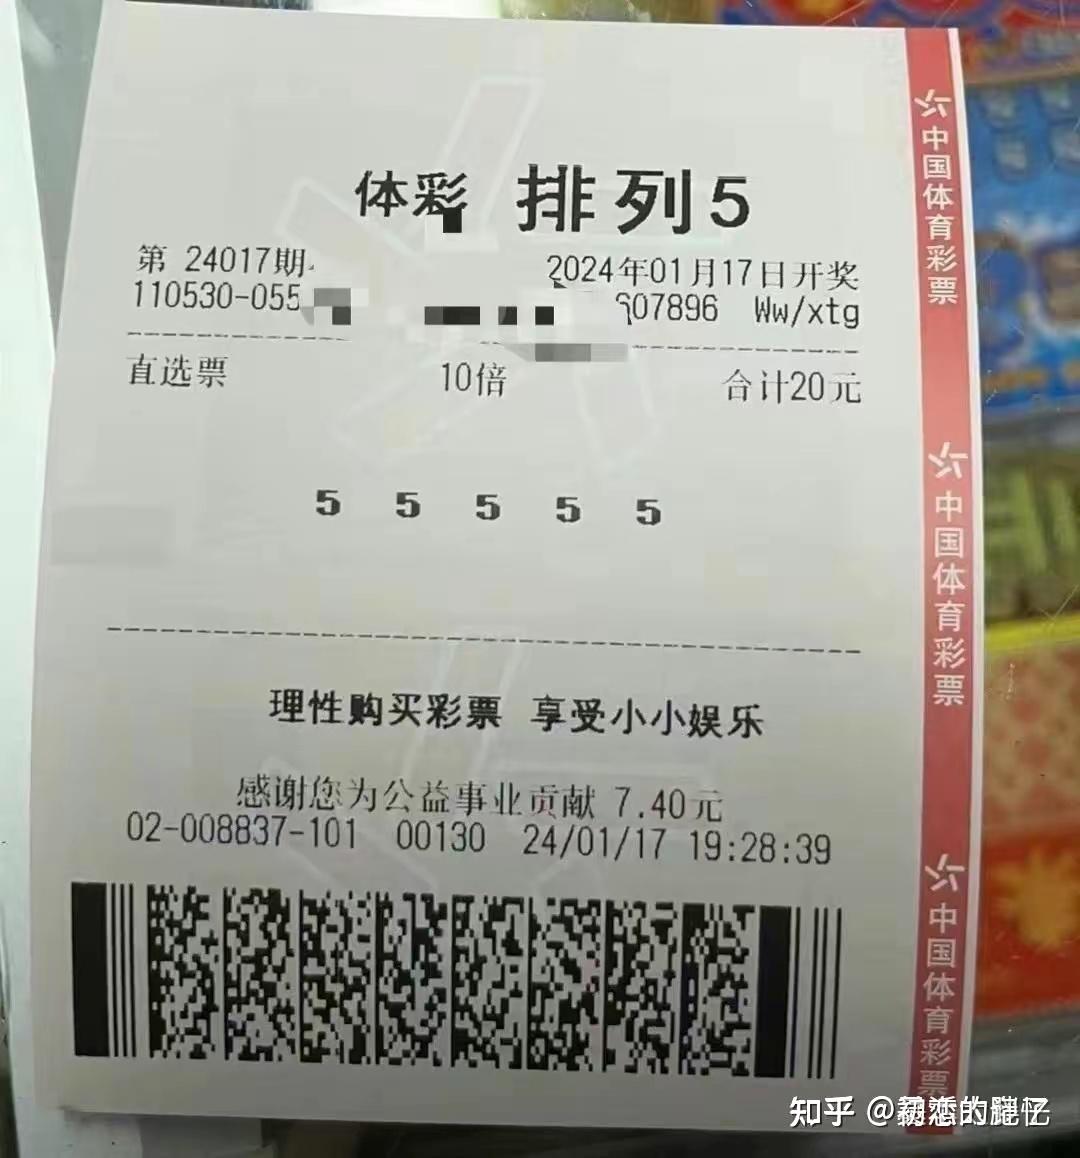 体彩 排列5
第 24017期
2024年01月17日开奖
110530-055
607896 Ww/xtg
直选票 10倍 合计20元
5 5 5 5 5
理性购买彩票 享受小小娱乐
感谢您为公益事业贡献 7.40元
02-008837-101 00130 24/01/17 19:28:39
中国体育彩票
中国体育彩票
中国体育彩票
知乎